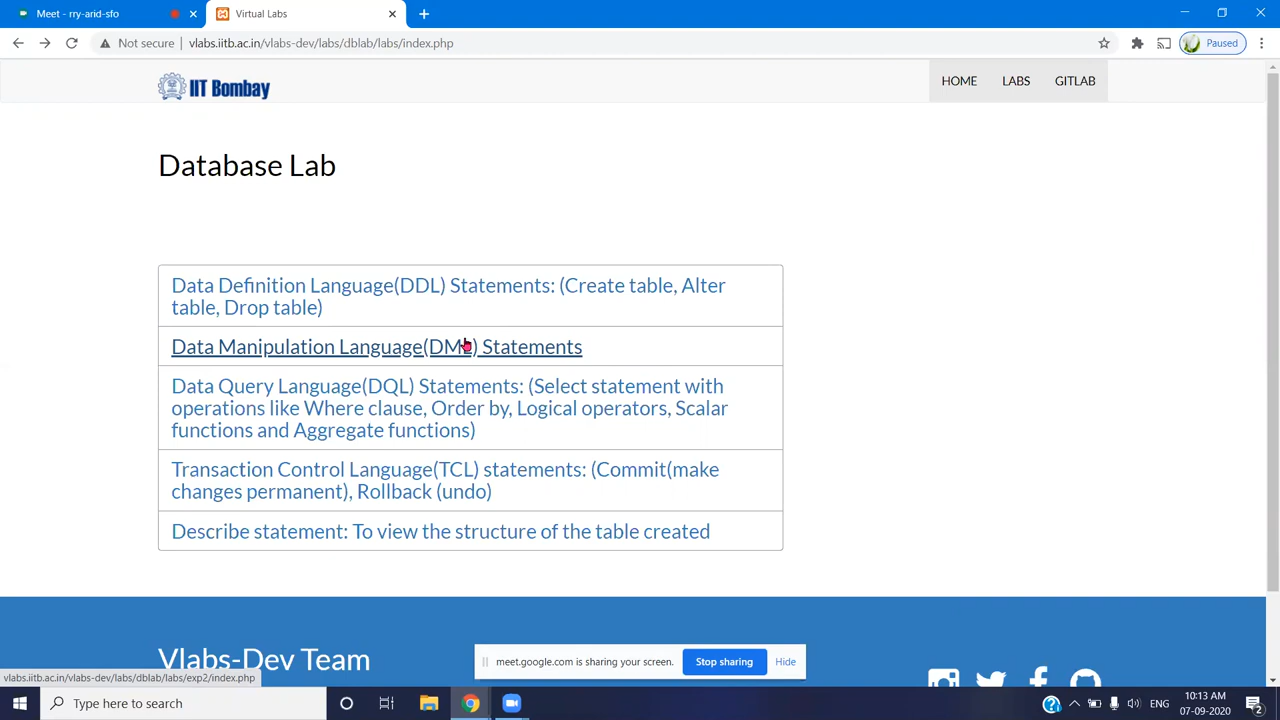 Meet - rry-arid-sfo
Virtual Labs
Not secure
vlabs.iitb.ac.in/vlabs-dev/labs/dblab/labs/index.php
Paused
IIT Bombay
HOME
LABS
GITLAB
Database Lab
Data Definition Language(DDL) Statements: (Create table, Alter
table, Drop table)
Data Manipulation Language(DML) Statements
Data Query Language(DQL) Statements: (Select statement with
operations like Where clause, Order by, Logical operators, Scalar
functions and Aggregate functions)
Transaction Control Language(TCL) statements: (Commit(make
changes permanent), Rollback (undo)
Describe statement: To view the structure of the table created
Vlabs-Dev Team
meet.google.com is sharing your screen.
Stop sharing
Hide
vlabs.iitb.ac.in/vlabs-dev/labs/dblab/labs/exp2/index.php
Type here to search
ENG
10:13 AM
07-09-2020
2